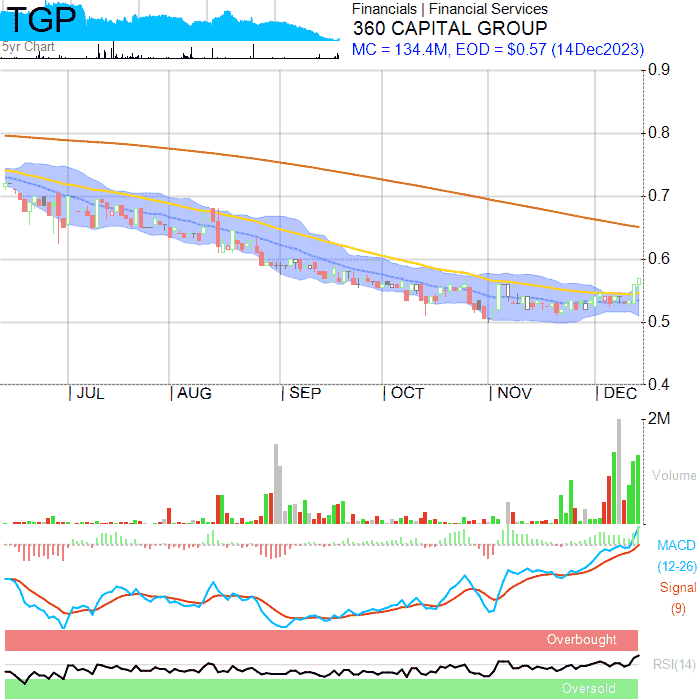 TGP
5yr Chart
Financials | Financial Services
360 CAPITAL GROUP
MC = 134.4M, EOD = $0.57 (14Dec2023)
0.9
0.8
0.7
0.6
0.5
0.4
JUL AUG SEP OCT NOV DEC
2M
Volume
MACD
(12-26)
Signal
(9)
Overbought
RSI(14)
Oversold